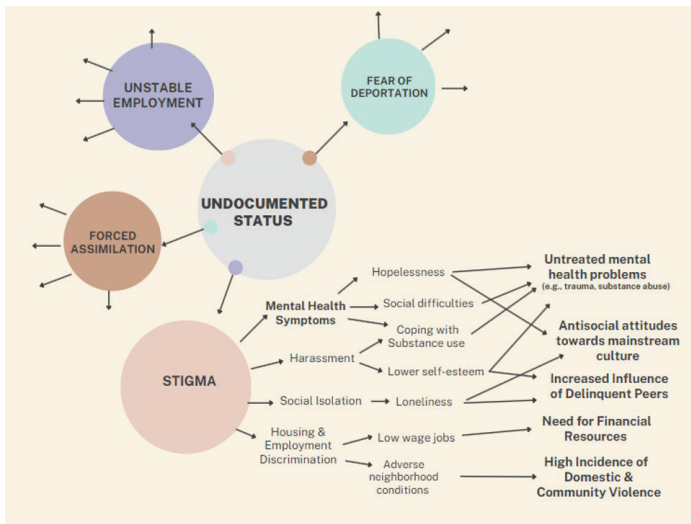 UNSTABLE
EMPLOYMENT
FEAR OF
DEPORTATION
UNDOCUMENTED
STATUS
FORCED
ASSIMILATION
STIGMA
Mental Health
Symptoms
Harassment
Social Isolation
Housing &
Employment
Discrimination
Hopelessness
Social difficulties
Coping with
Substance use
Lower self-esteem
Loneliness
Low wage jobs
Adverse
neighborhood
conditions
Untreated mental
health problems
(e.g., trauma, substance abuse)
Antisocial attitudes
towards mainstream
culture
Increased Influence
of Delinquent Peers
Need for Financial
Resources
High Incidence of
Domestic &
Community Violence